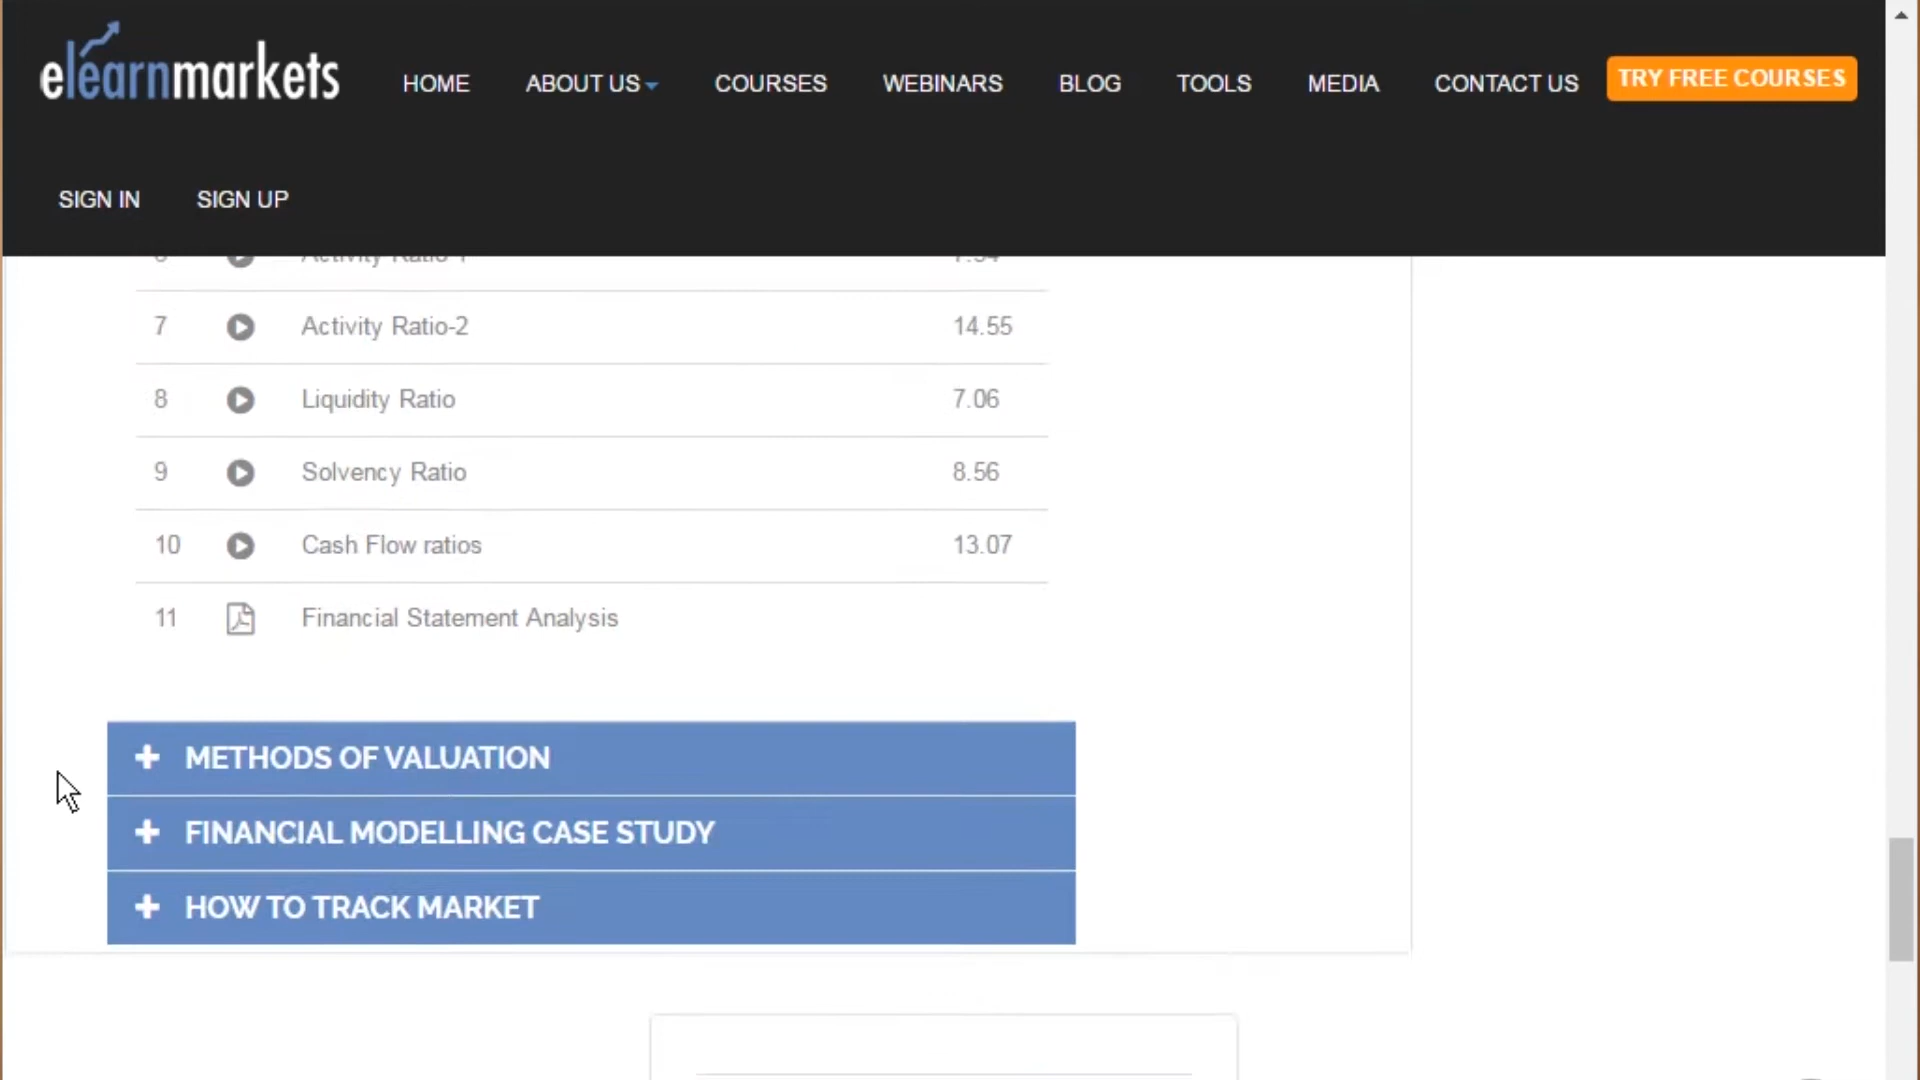 elearnmarkets
HOME ABOUT US COURSES WEBINARS BLOG TOOLS MEDIA CONTACT US TRY FREE COURSES
SIGN IN SIGN UP
7 Activity Ratio-2 14.55
8 Liquidity Ratio 7.06
9 Solvency Ratio 8.56
10 Cash Flow ratios 13.07
11 Financial Statement Analysis
METHODS OF VALUATION
FINANCIAL MODELLING CASE STUDY
HOW TO TRACK MARKET